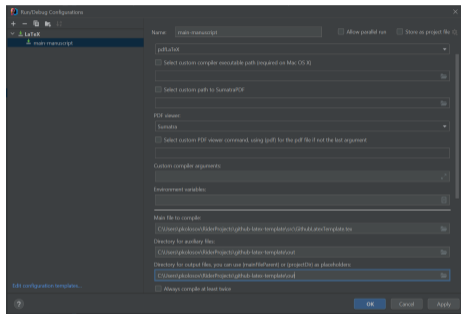 Run/Debug Configurations
LaTeX
main-manuscript
Name: main-manuscript
Allow parallel run
Store as project file
pdfLaTeX
Select custom compiler executable path (required on Mac OS X)
Select custom path to SumatraPDF
PDF viewer:
Sumatra
Select custom PDF viewer command, using {pdf} for the pdf file if not the last argument
Custom compiler arguments:
Environment variables:
Main file to compile:
Directory for auxiliary files:
Directory for output files, you can use {mainFileParent} or {projectDir} as placeholders:
Always compile at least twice
Edit configuration templates...
?
OK
Cancel
Apply